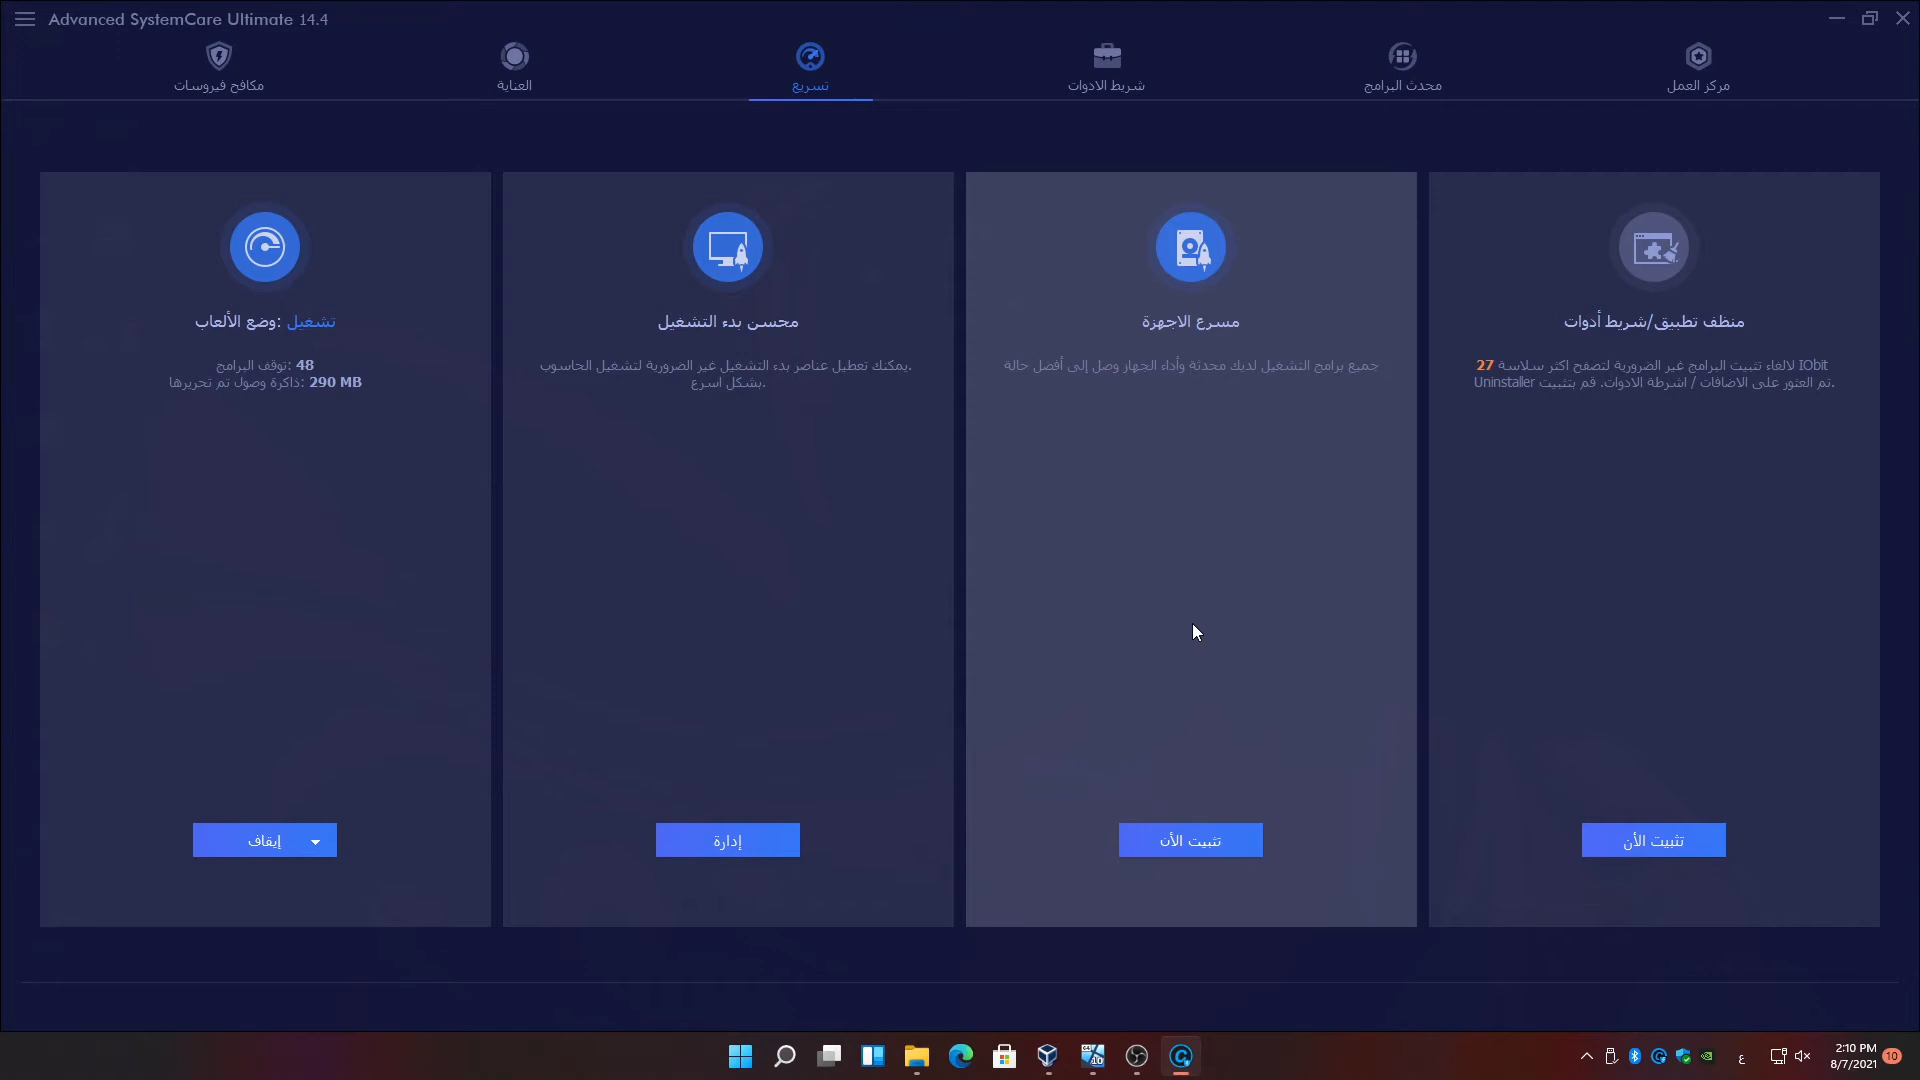 Advanced SystemCare Ultimate 14.4
مكافح فيروسات
العناية
تسريع
شريط الادوات
محدث البرامج
مركز العمل
وضع الألعاب: تشغيل
توقف البرامج: 48
ذاكرة وصول تم تحريرها: 290 MB
إيقاف
محسن بدء التشغيل
يمكنك تعطيل عناصر بدء التشغيل غير الضرورية لتشغيل الحاسوب.
بشكل اسرع.
إدارة
مسرع الاجهزة
جميع برامج التشغيل لديك محدثة وأداء الجهاز وصل إلى أفضل حالة
تثبيت الأن
منظف تطبيق/شريط أدوات
27 لالغاء تثبيت البرامج غير الضرورية لتصفح اكثر سلاسة IObit
Uninstaller تم العثور على الاضافات / اشرطة الادوات. قم بتثبيت.
تثبيت الأن
64
10
ع
2:10 PM
8/7/2021
10